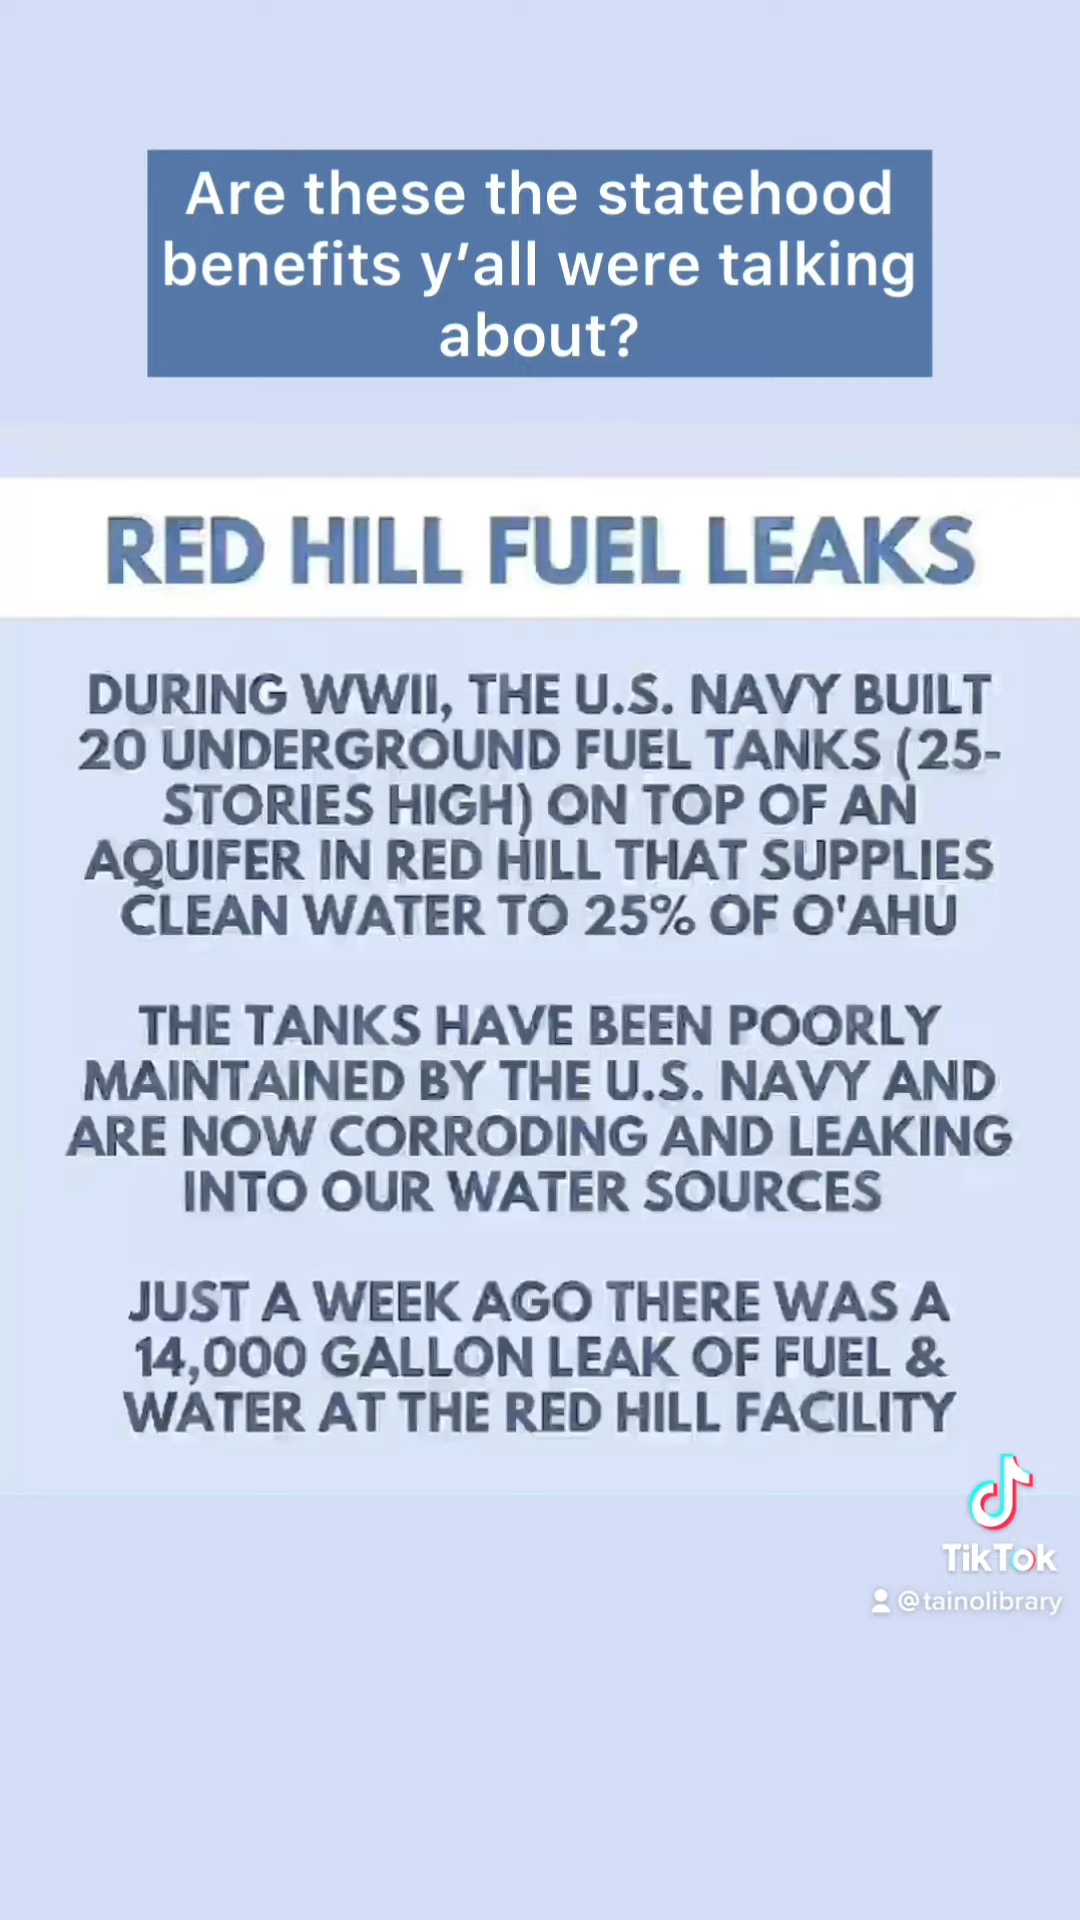 Are these the statehood
benefits y’all were talking
about?
RED HILL FUEL LEAKS
DURING WWII, THE U.S. NAVY BUILT
20 UNDERGROUND FUEL TANKS (25-
STORIES HIGH) ON TOP OF AN
AQUIFER IN RED HILL THAT SUPPLIES
CLEAN WATER TO 25% OF O'AHU
THE TANKS HAVE BEEN POORLY
MAINTAINED BY THE U.S. NAVY AND
ARE NOW CORRODING AND LEAKING
INTO OUR WATER SOURCES
JUST A WEEK AGO THERE WAS A
14,000 GALLON LEAK OF FUEL &
WATER AT THE RED HILL FACILITY
TikTok
@tainolibrary